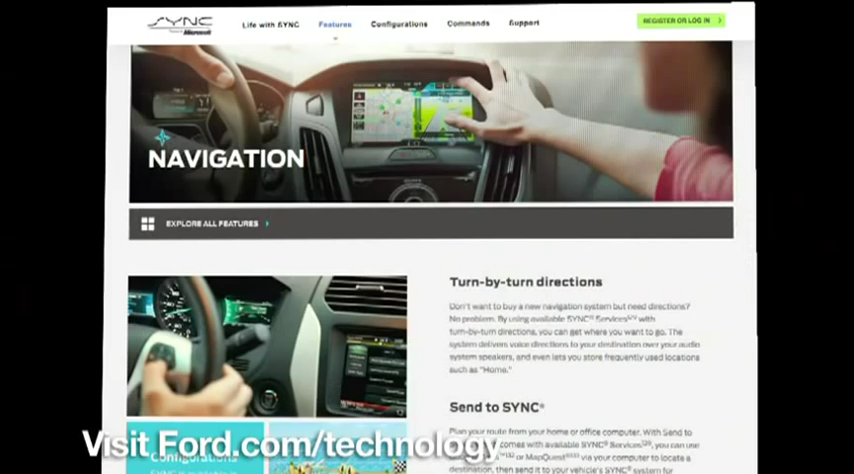 SYNC
Microsoft
Life with SYNC
Features
Configurations
Commands
Support
REGISTER OR LOG IN
NAVIGATION
EXPLORE ALL FEATURES
Turn-by-turn directions
Don't want to buy a new navigation system but need directions?
No problem. By using available SYNC® Services with
turn-by-turn directions, you can get where you want to go. The
system delivers voice directions to your destination over your audio
system speakers, and even lets you store frequently used locations
such as "Home."
Send to SYNC®
Plan your route from your home or office computer. With Send to
comes with available SYNC® Services, you can use
or MapQuest via your computer to locate a
destination, then send it to your vehicle's SYNC® system for
Configurations
Visit Ford.com/technology